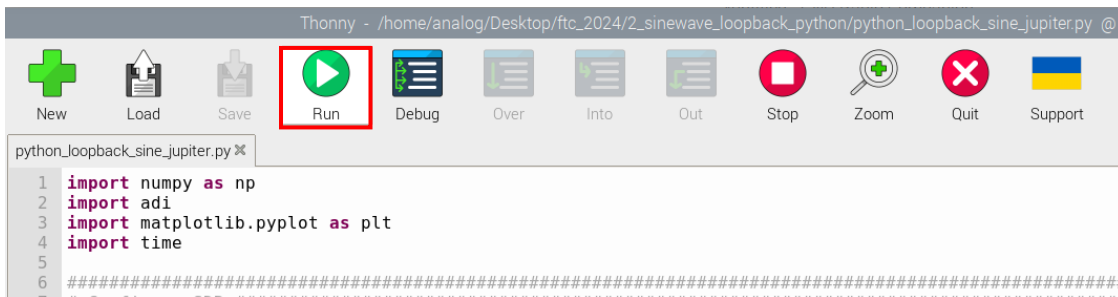 Thonny - /home/analog/Desktop/ftc_2024/2_sinewave_loopback_python/python_loopback_sine_jupiter.py @
New Load Save Run Debug Over Into Out Stop Zoom Quit Support
python_loopback_sine_jupiter.py
1 import numpy as np
2 import adi
3 import matplotlib.pyplot as plt
4 import time
5
6 ################################################################################################